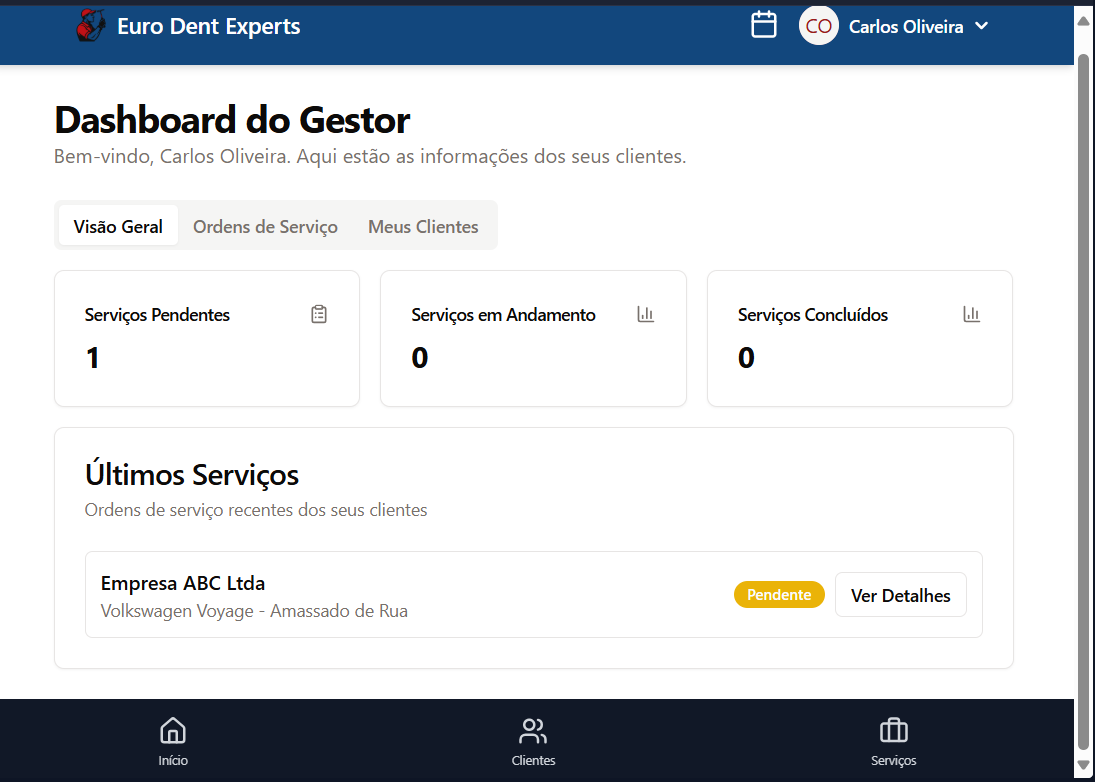 Euro Dent Experts
CO Carlos Oliveira
Dashboard do Gestor
Bem-vindo, Carlos Oliveira. Aqui estão as informações dos seus clientes.
Visão Geral Ordens de Serviço Meus Clientes
Serviços Pendentes
1
Serviços em Andamento
0
Serviços Concluídos
0
Últimos Serviços
Ordens de serviço recentes dos seus clientes
Empresa ABC Ltda
Volkswagen Voyage - Amassado de Rua
Pendente
Ver Detalhes
Início
Clientes
Serviços